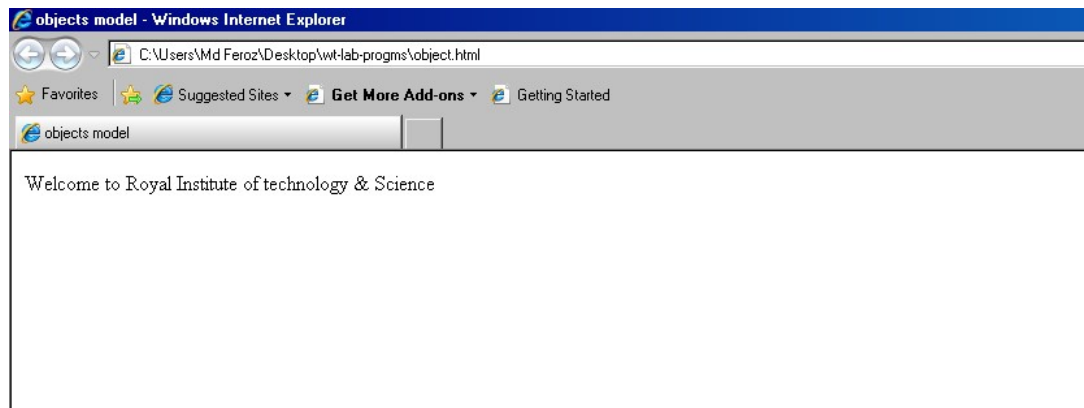 objects model - Windows Internet Explorer
C:\Users\Md Feroz\Desktop\wt-lab-progms\object.html
Favorites Suggested Sites Get More Add-ons Getting Started
objects model
Welcome to Royal Institute of technology & Science